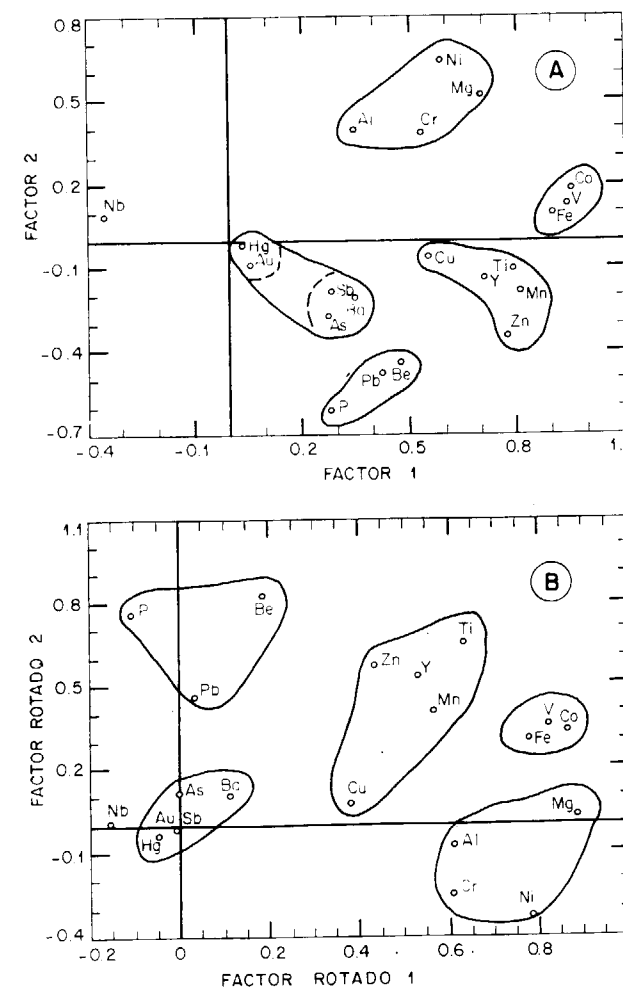 0.8
A
Ni
Mg
0.5
Al
Cr
FACTOR 2
0.2
Co
V
Fe
Nb
Hg
Au
Cu
Ti
Y
-0.1
Sb
Ba
Mn
As
Zn
-0.4
Pb
Be
P
-0.7
-0.4
-0.1
0.2
0.6
0.8
1.
FACTOR 1
1.1
B
0.8
P
Be
Ti
Zn
Y
FACTOR ROTADO 2
0.5
Pb
Mn
V
Co
Fe
0.2
As
Ba
Cu
Mg
Nb
Au
Sb
Hg
Al
-0.1
Cr
Ni
-0.4
-0.2
0
0.2
0.4
0.6
0.8
FACTOR ROTADO 1